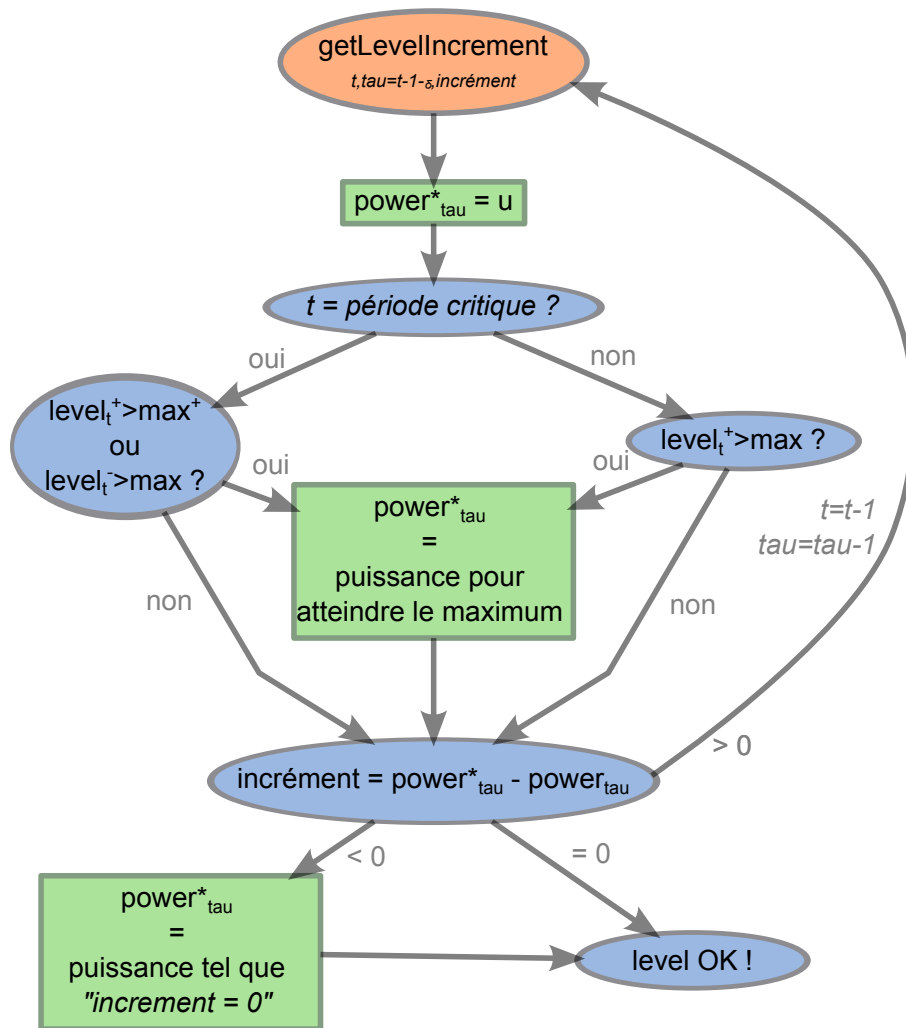 getLevelIncrement
t,tau=t-1-δ,incrément
power*tau = u
t = période critique ?
oui
non
levelt+>max+
ou
levelt->max ?
levelt+>max ?
oui
oui
power*tau
=
puissance pour
atteindre le maximum
t=t-1
tau=tau-1
non
non
> 0
incrément = power*tau - powertau
< 0
= 0
power*tau
=
puissance tel que
"increment = 0"
level OK !